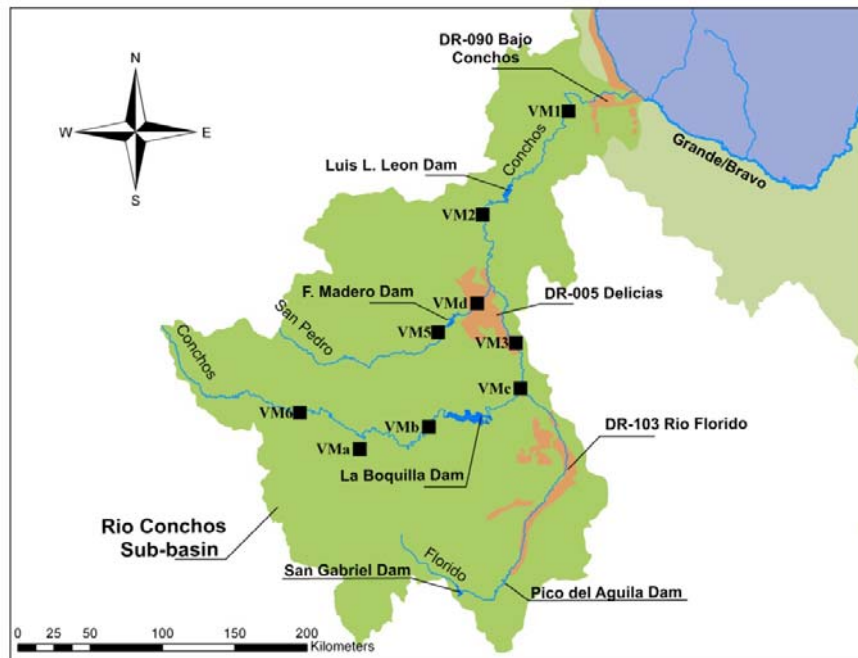 DR-090 Bajo
Conchos
N
W
E
S
VM1
Conchos
Grande/Bravo
Luis L. Leon Dam
VM2
F. Madero Dam
VMd
DR-005 Delicias
San Pedro
VM5
VM3
Conchos
VMc
VM6
VMb
DR-103 Rio Florido
VMa
La Boquilla Dam
Rio Conchos
Sub-basin
Florido
San Gabriel Dam
Pico del Aguila Dam
0 25 50 100 150 200
Kilometers